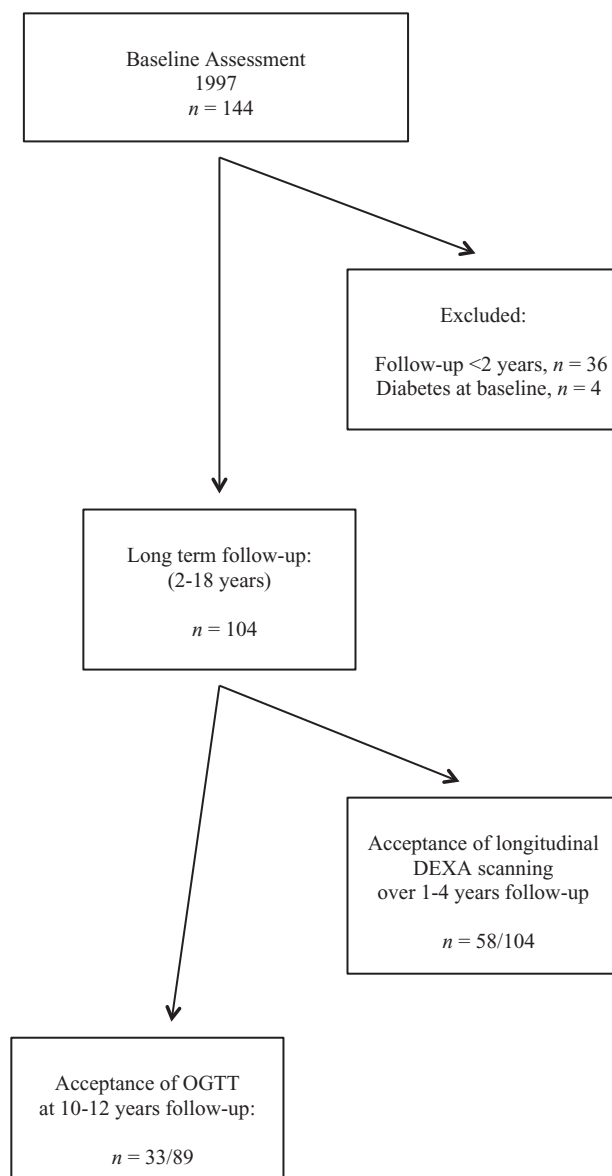 Baseline Assessment
1997
n = 144
Excluded:
Follow-up <2 years, n = 36
Diabetes at baseline, n = 4
Long term follow-up:
(2-18 years)
n = 104
Acceptance of longitudinal
DEXA scanning
over 1-4 years follow-up
n = 58/104
Acceptance of OGTT
at 10-12 years follow-up:
n = 33/89